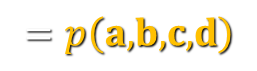 = p(a,b,c,d)